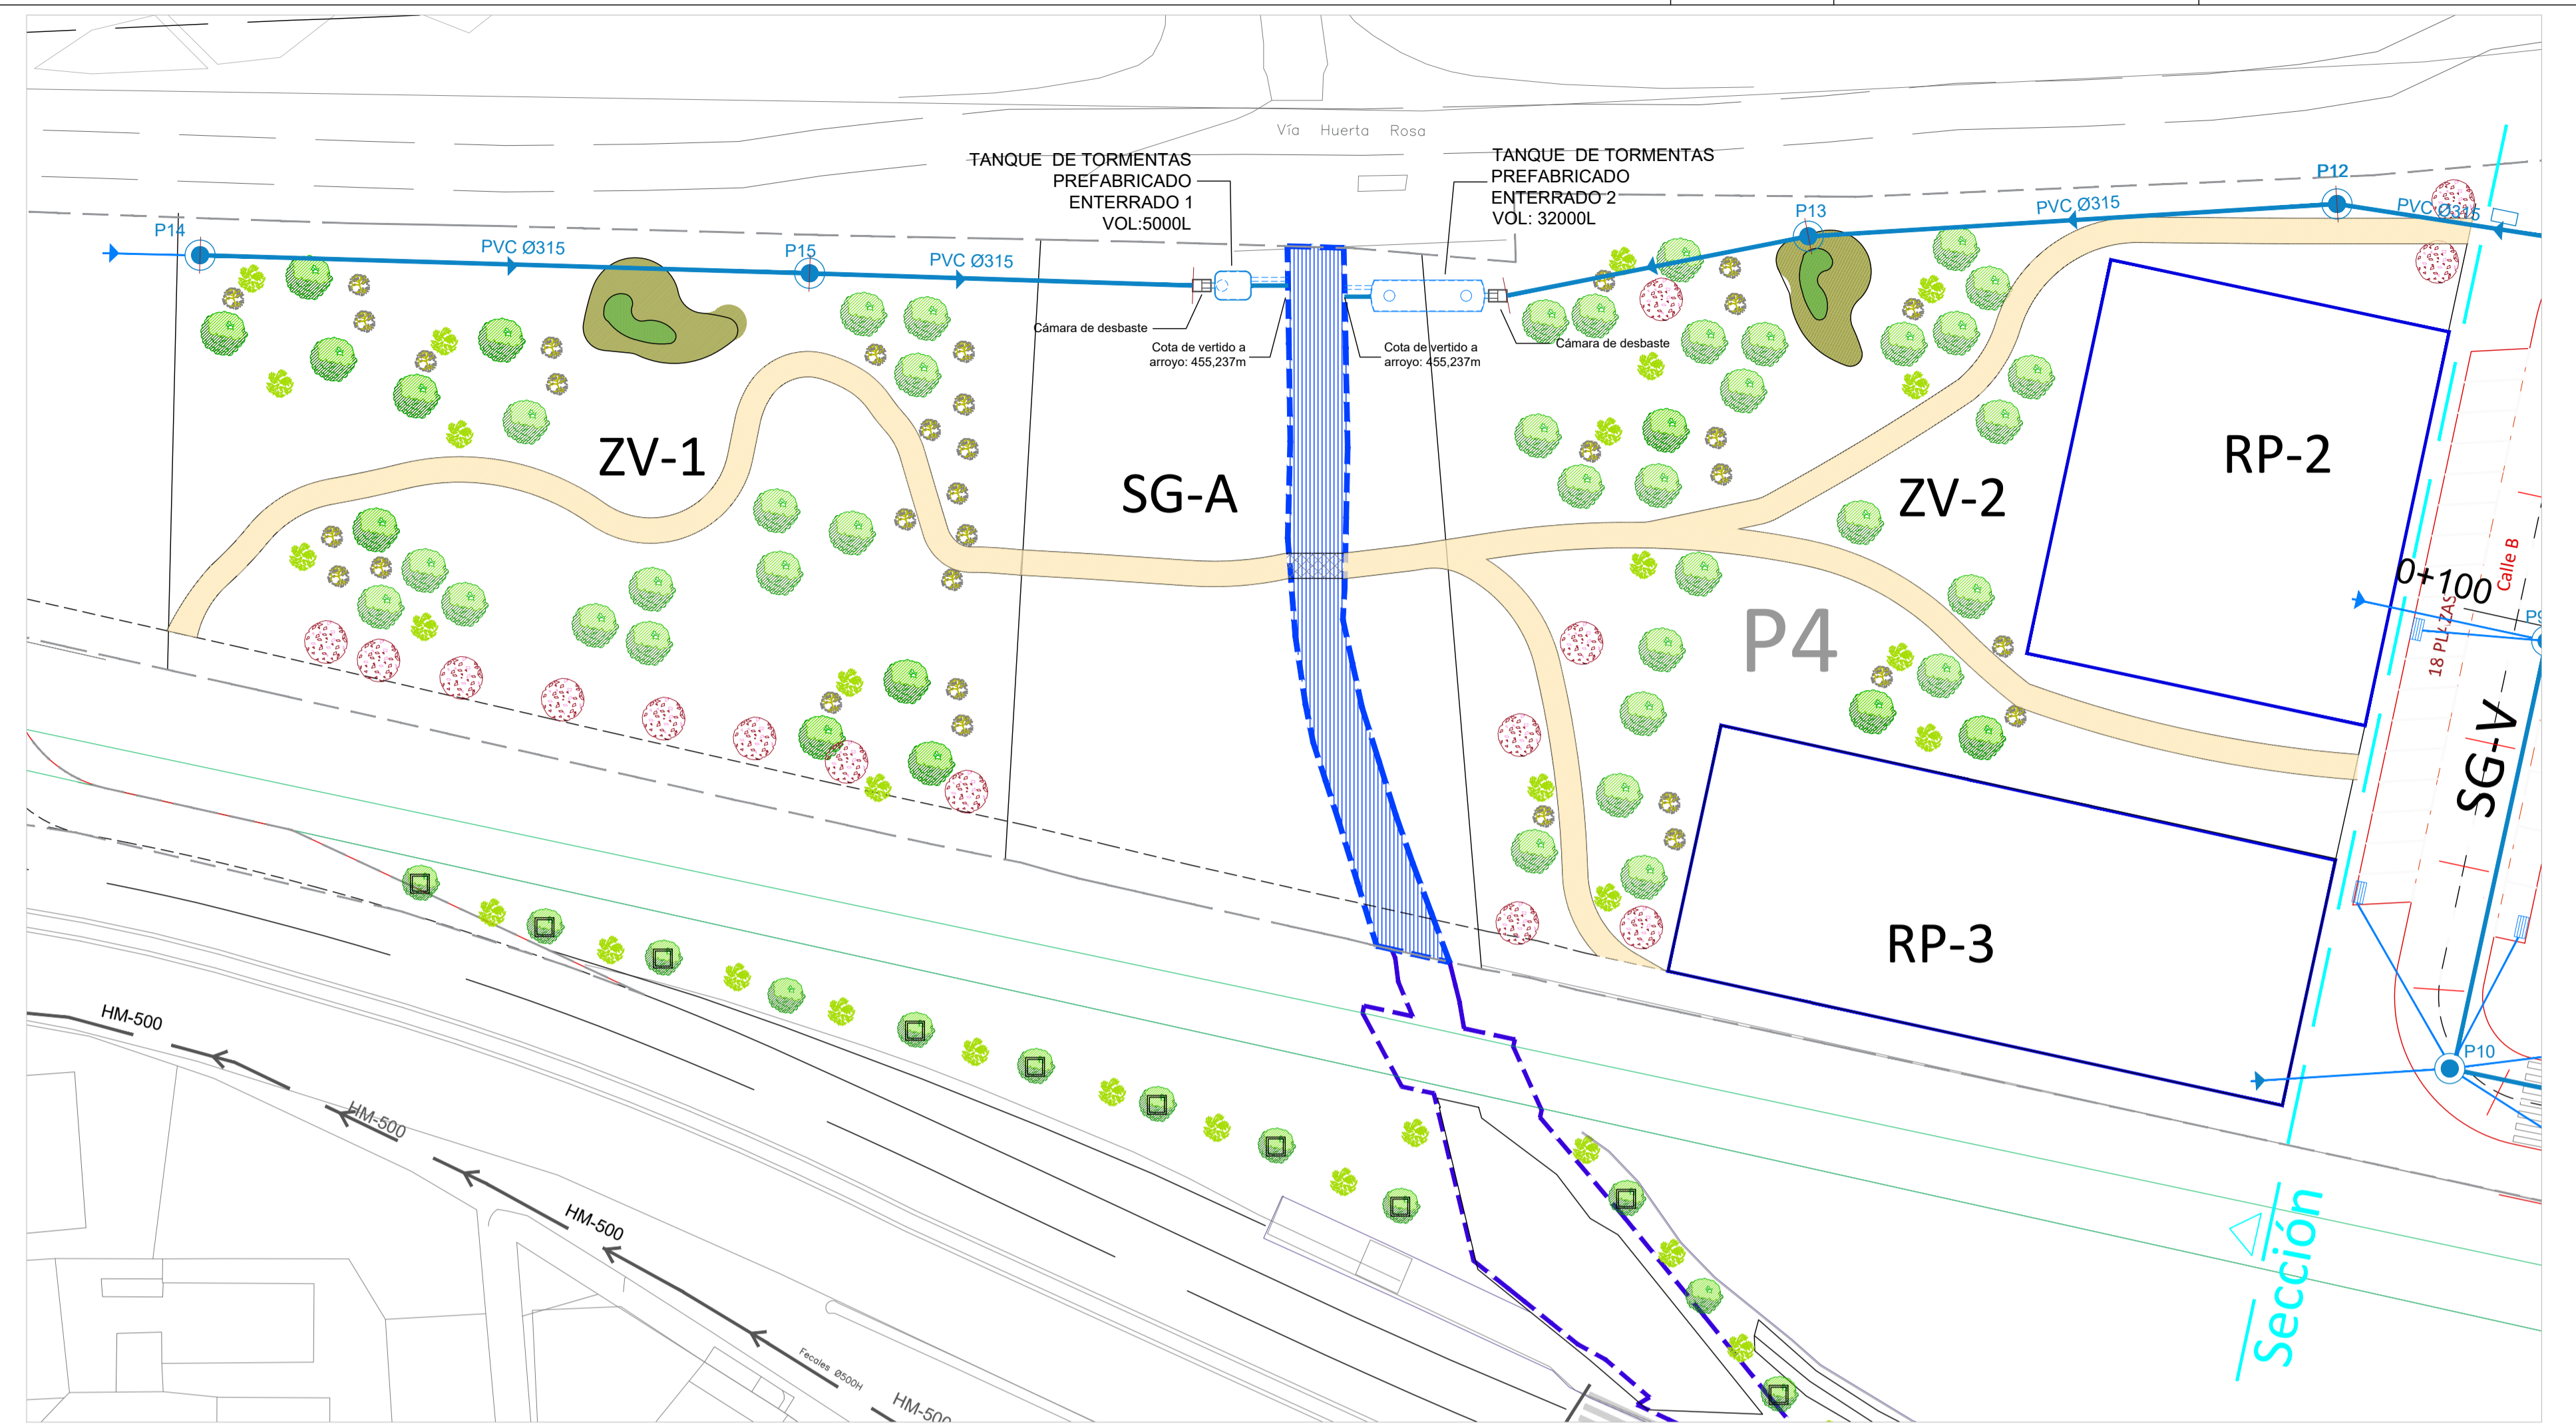 Vía Huerta Rosa
TANQUE DE TORMENTAS
PREFABRICADO
ENTERRADO 1
VOL:5000L
TANQUE DE TORMENTAS
PREFABRICADO
ENTERRADO 2
VOL: 32000L
P12
PVC Ø315
PVC Ø315
P13
P14
PVC Ø315
P15
PVC Ø315
Cámara de desbaste
Cota de vertido a
arroyo: 455,237m
Cota de vertido a
arroyo: 455,237m
Cámara de desbaste
ZV-1
SG-A
ZV-2
RP-2
P4
Calle B
0+100
18 PLAZAS
SG-V
RP-3
P10
Sección
HM-500
HM-500
HM-500
Fecales Ø500H
HM-500